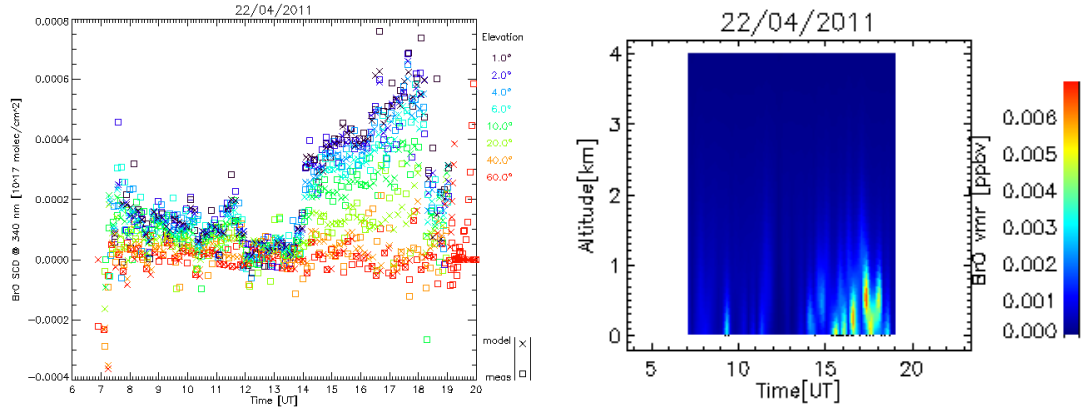 22/04/2011
BrO SCD @ 340 nm [10^17 molec/cm^2]
0.0008
0.0006
0.0004
0.0002
0.0000
-0.0002
-0.0004
6 7 8 9 10 11 12 13 14 15 16 17 18 19 20
Time [UT]
Elevation
1.0°
2.0°
4.0°
6.0°
10.0°
20.0°
40.0°
60.0°
model
meas
22/04/2011
Altitude[km]
4
3
2
1
0
5 10 15 20
Time[UT]
BrO vmr [ppbv]
0.006
0.005
0.004
0.003
0.002
0.001
0.000